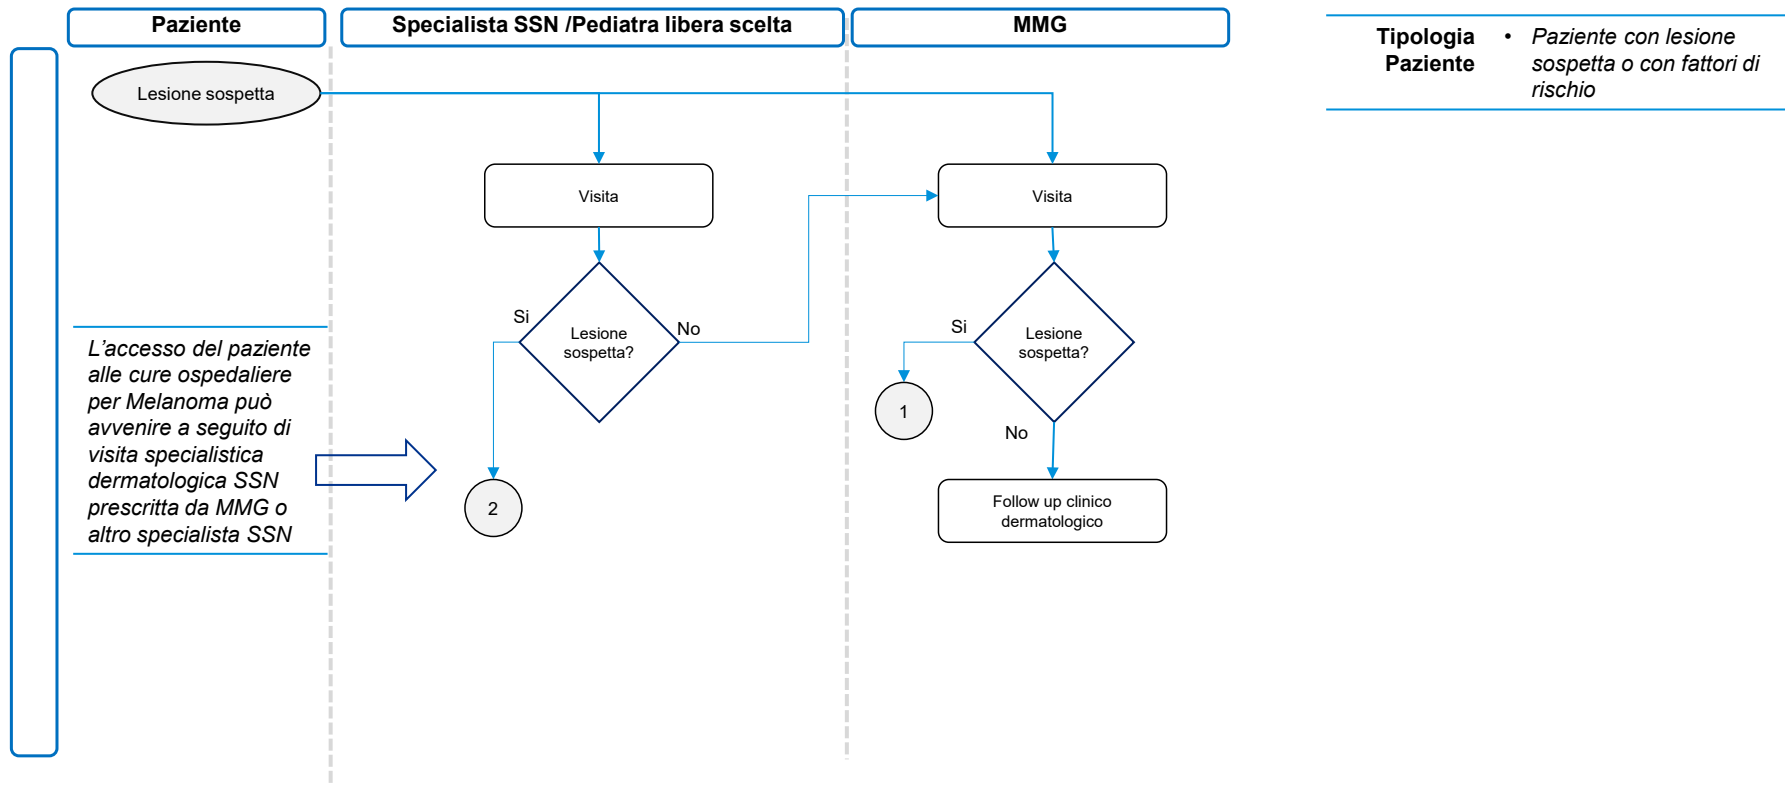 Paziente
Specialista SSN /Pediatra libera scelta
MMG
Tipologia
Paziente
• Paziente con lesione
sospetta o con fattori di
rischio
Lesione sospetta
Visita
Visita
Si
Lesione
sospetta?
No
Si
Lesione
sospetta?
L’accesso del paziente
alle cure ospedaliere
per Melanoma può
avvenire a seguito di
visita specialistica
dermatologica SSN
prescritta da MMG o
altro specialista SSN
1
No
2
Follow up clinico
dermatologico